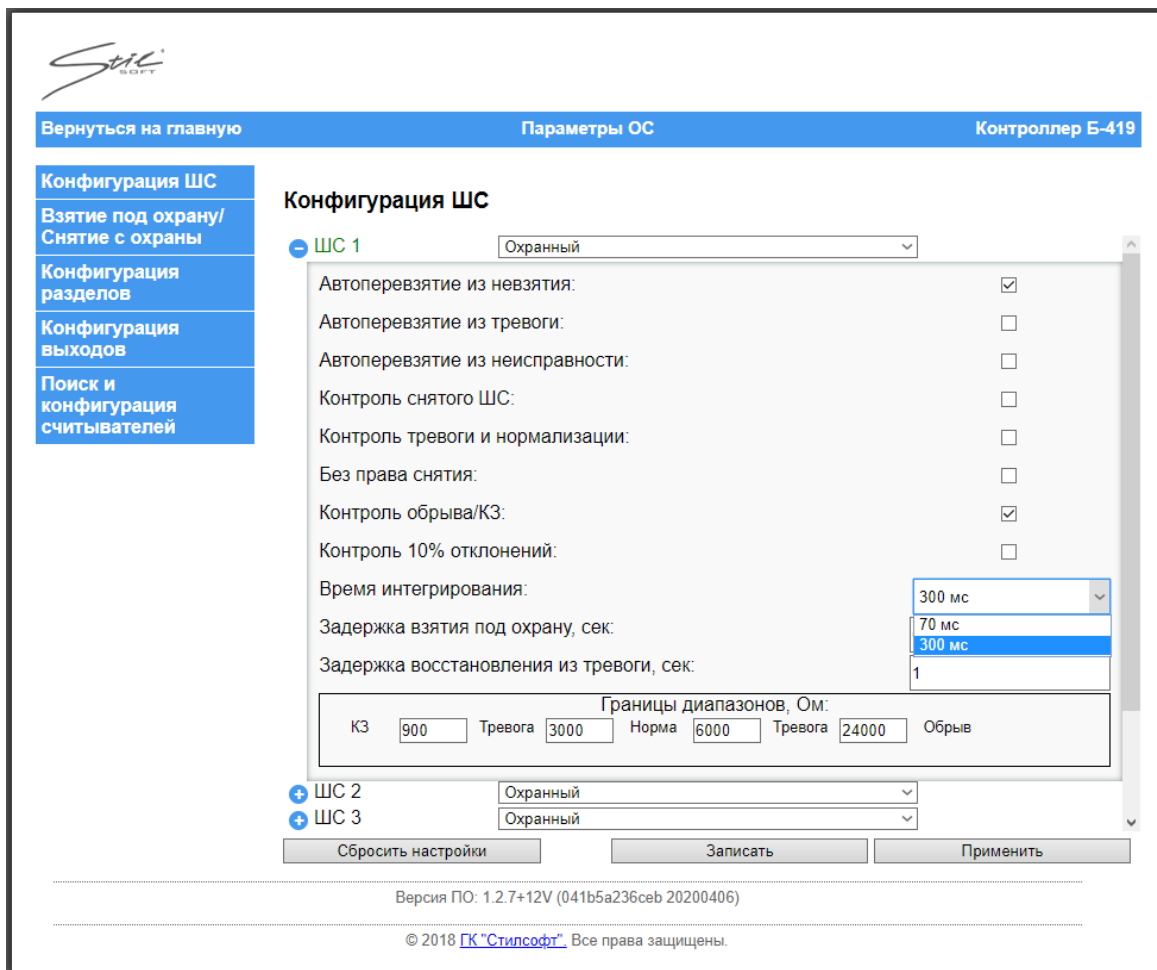 Stil
SOFT
Вернуться на главную
Параметры ОС
Контроллер Б-419
Конфигурация ШС
Взятие под охрану/
Снятие с охраны
Конфигурация
разделов
Конфигурация
выходов
Поиск и
конфигурация
считывателей
Конфигурация ШС
ШС 1 Охранный
Автоперевзятие из невзятия:
Автоперевзятие из тревоги:
Автоперевзятие из неисправности:
Контроль снятого ШС:
Контроль тревоги и нормализации:
Без права снятия:
Контроль обрыва/КЗ:
Контроль 10% отклонений:
Время интегрирования: 300 мс
70 мс
300 мс
Задержка взятия под охрану, сек:
Задержка восстановления из тревоги, сек: 1
Границы диапазонов, Ом:
КЗ 900 Тревога 3000 Норма 6000 Тревога 24000 Обрыв
ШС 2 Охранный
ШС 3 Охранный
Сбросить настройки Записать Применить
Версия ПО: 1.2.7+12V (041b5a236ceb 20200406)
© 2018 ГК "Стилсофт". Все права защищены.